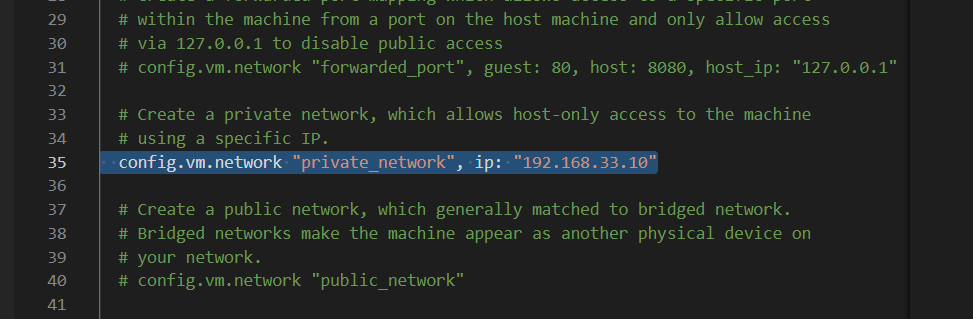 29 # within the machine from a port on the host machine and only allow access
30 # via 127.0.0.1 to disable public access
31 # config.vm.network "forwarded_port", guest: 80, host: 8080, host_ip: "127.0.0.1"
32
33 # Create a private network, which allows host-only access to the machine
34 # using a specific IP.
35 config.vm.network "private_network", ip: "192.168.33.10"
36
37 # Create a public network, which generally matched to bridged network.
38 # Bridged networks make the machine appear as another physical device on
39 # your network.
40 # config.vm.network "public_network"
41